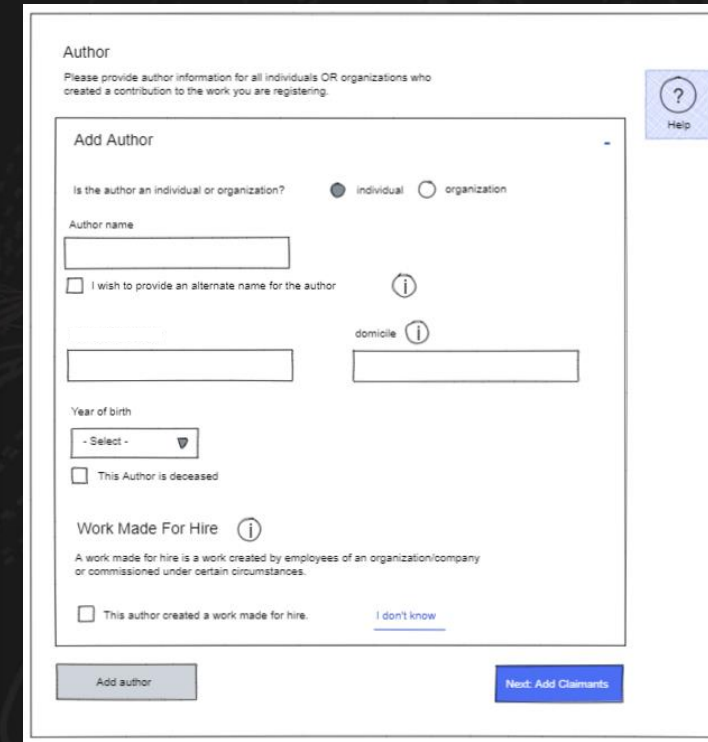 Author
Please provide author information for all individuals OR organizations who
created a contribution to the work you are registering.
?
Help
Add Author
-
Is the author an individual or organization? individual organization
Author name
I wish to provide an alternate name for the author i
domicile i
Year of birth
- Select -
This Author is deceased
Work Made For Hire i
A work made for hire is a work created by employees of an organization/company
or commissioned under certain circumstances.
This author created a work made for hire. I don't know
Add author
Next: Add Claimants